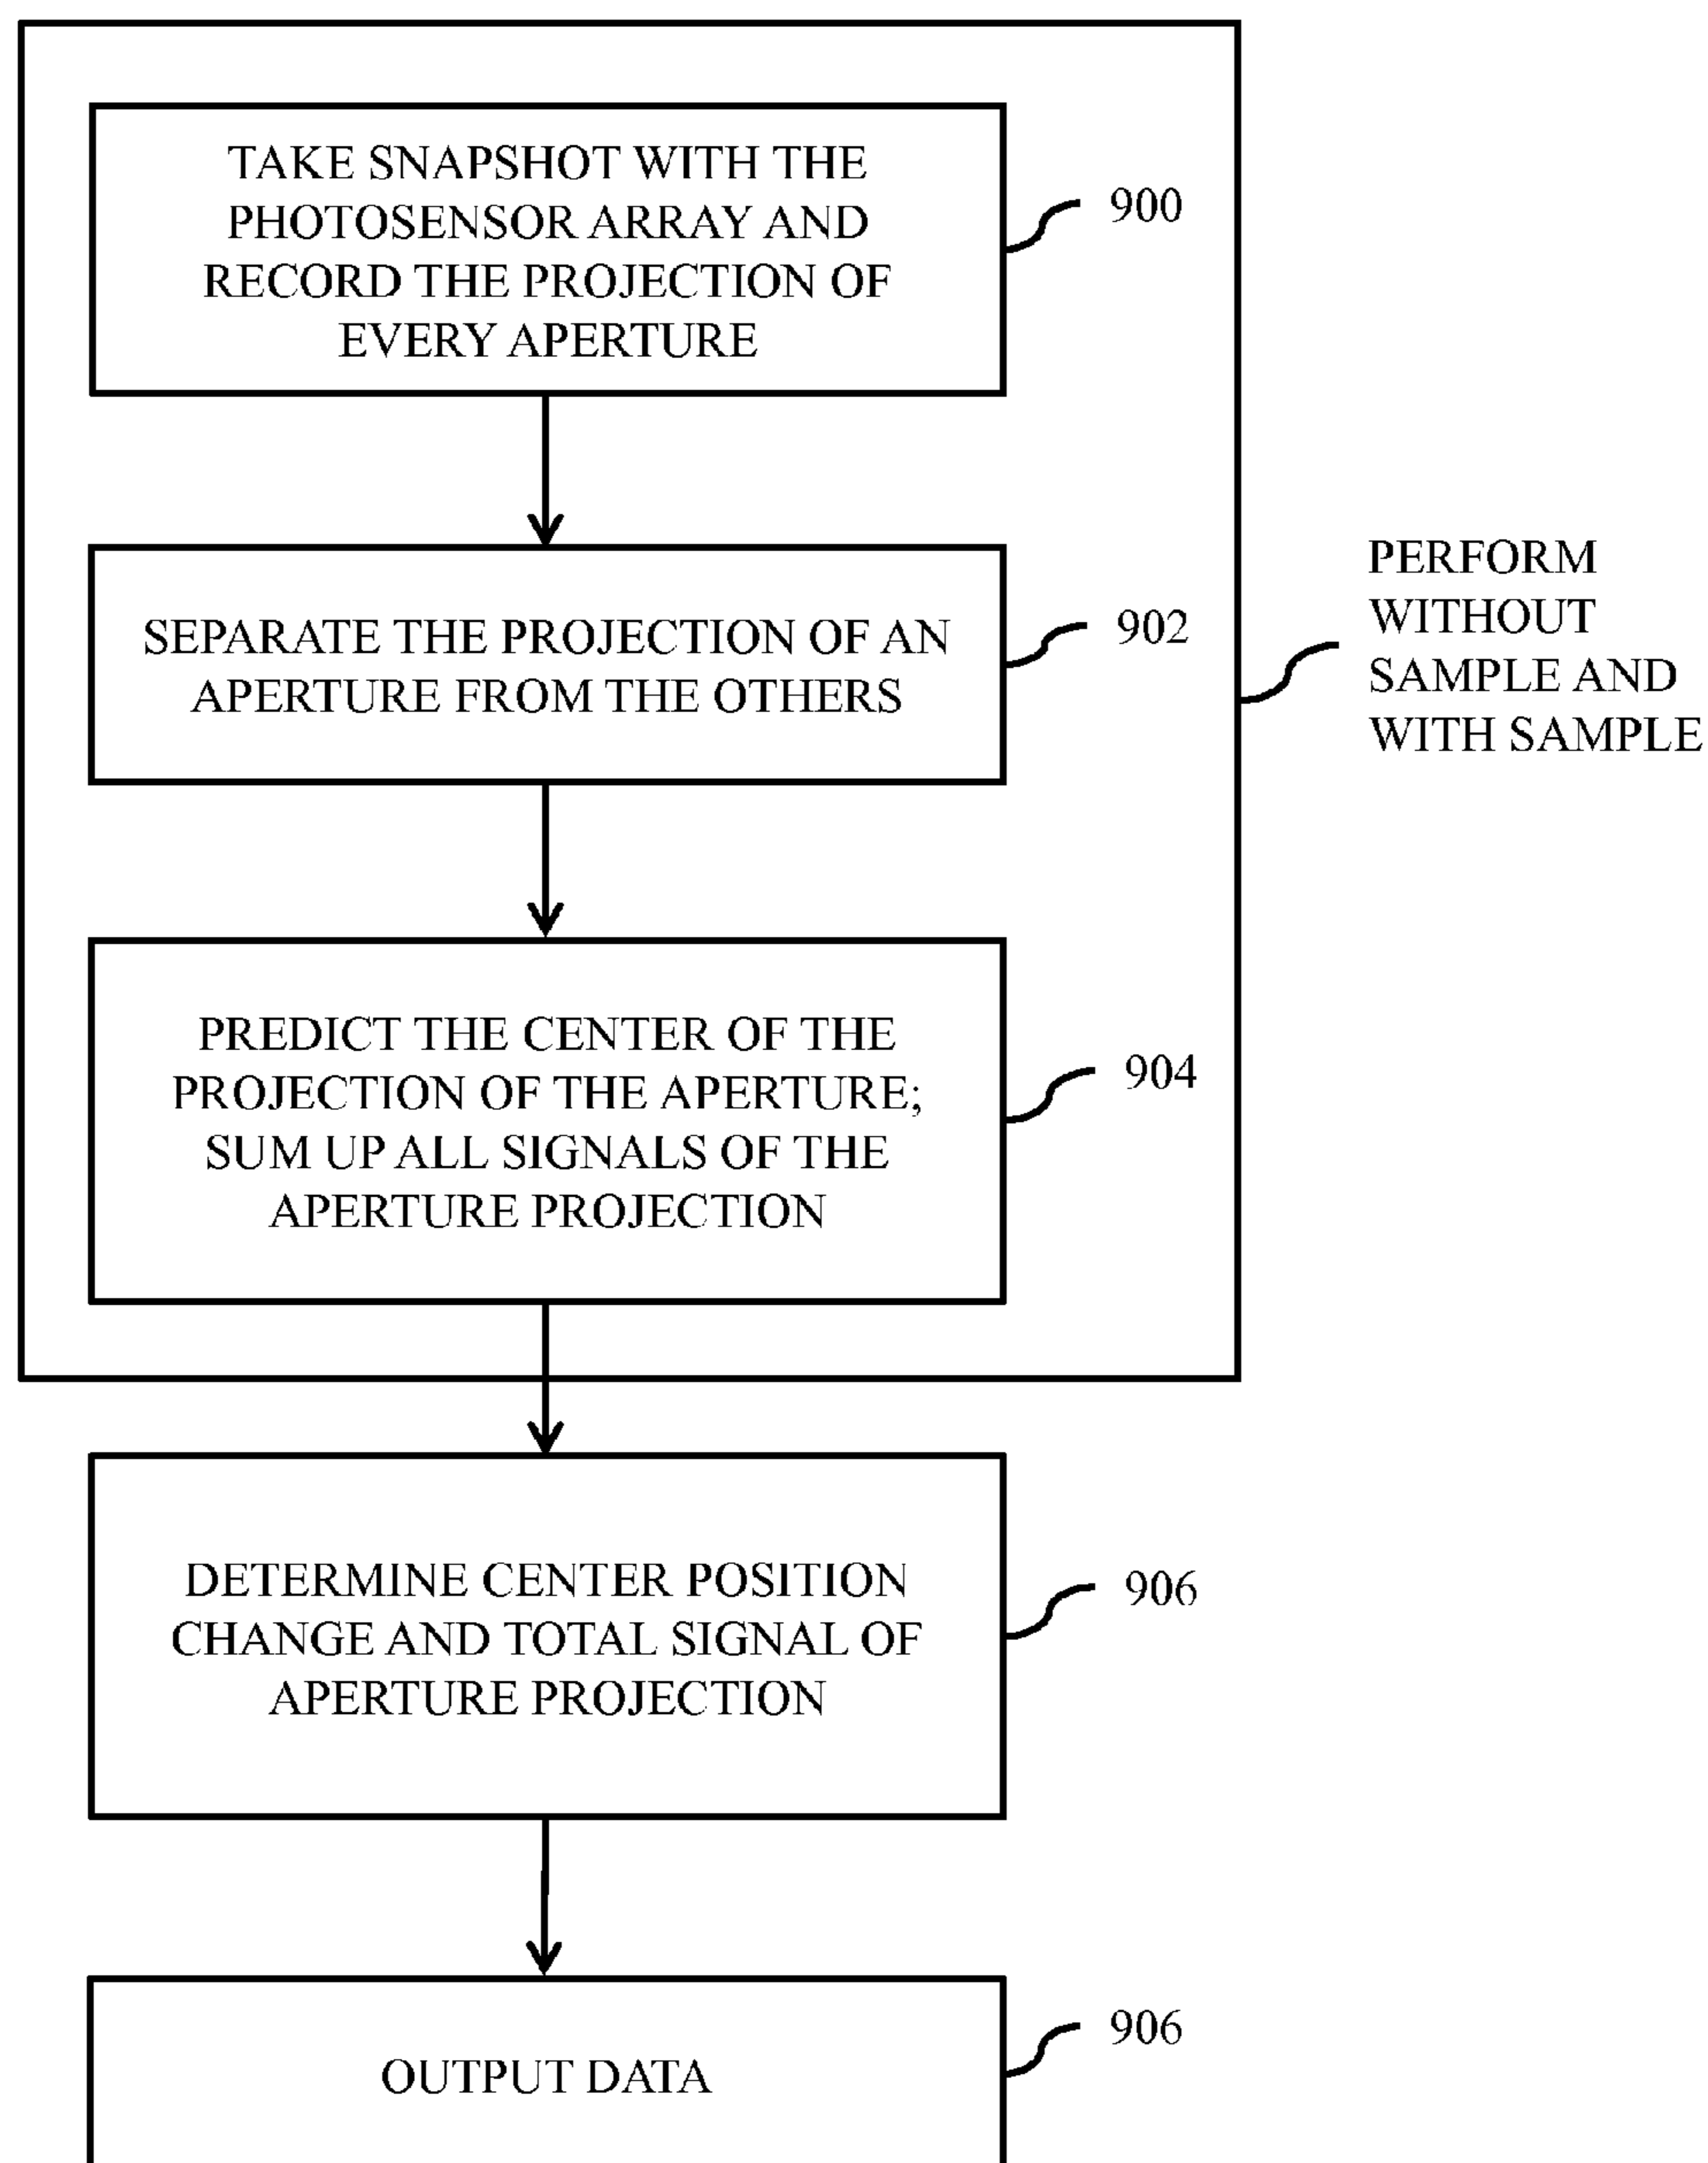 TAKE SNAPSHOT WITH THE
PHOTOSENSOR ARRAY AND
RECORD THE PROJECTION OF
EVERY APERTURE
900
SEPARATE THE PROJECTION OF AN
APERTURE FROM THE OTHERS
902
PERFORM
WITHOUT
SAMPLE AND
WITH SAMPLE
PREDICT THE CENTER OF THE
PROJECTION OF THE APERTURE;
SUM UP ALL SIGNALS OF THE
APERTURE PROJECTION
904
DETERMINE CENTER POSITION
CHANGE AND TOTAL SIGNAL OF
APERTURE PROJECTION
906
OUTPUT DATA
906